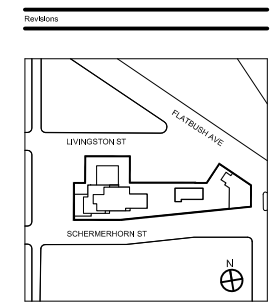 Revisions
FLATBUSH AVE
LIVINGSTON ST
SCHERMERHORN ST
N